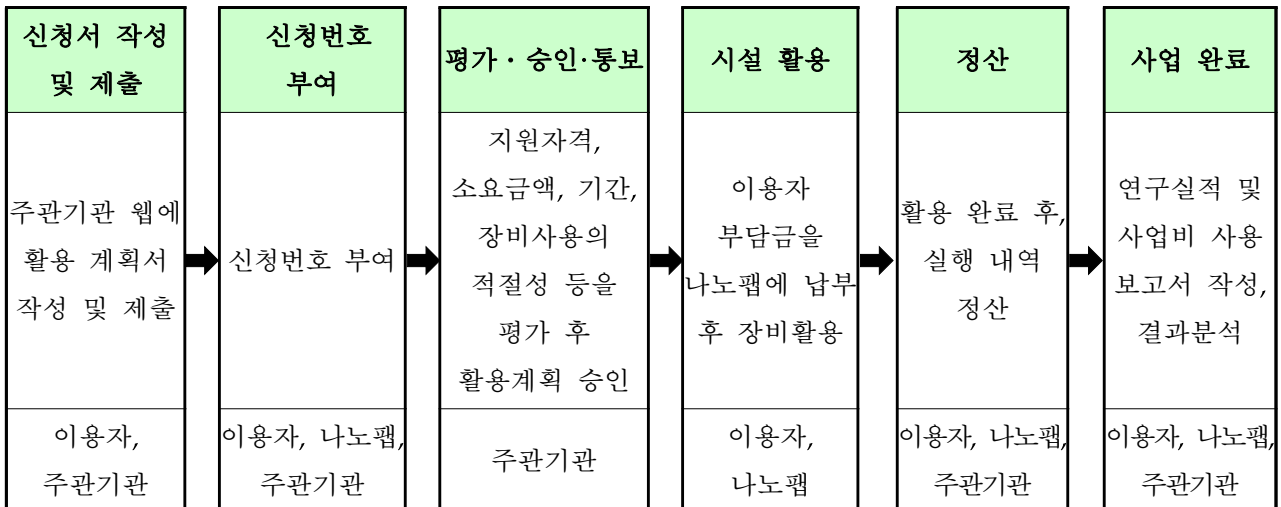 신청서 작성
및 제출
주관기관 웹에
활용 계획서
작성 및 제출
이용자,
주관기관
신청번호
부여
신청번호 부여
이용자, 나노팹,
주관기관
평가·승인·통보
지원자격,
소요금액, 기간,
장비사용의
적절성 등을
평가 후
활용계획 승인
주관기관
시설 활용
이용자
부담금을
나노팹에 납부
후 장비활용
이용자,
나노팹
정산
활용 완료 후,
실행 내역
정산
이용자, 나노팹,
주관기관
사업 완료
연구실적 및
사업비 사용
보고서 작성,
결과분석
이용자, 나노팹,
주관기관